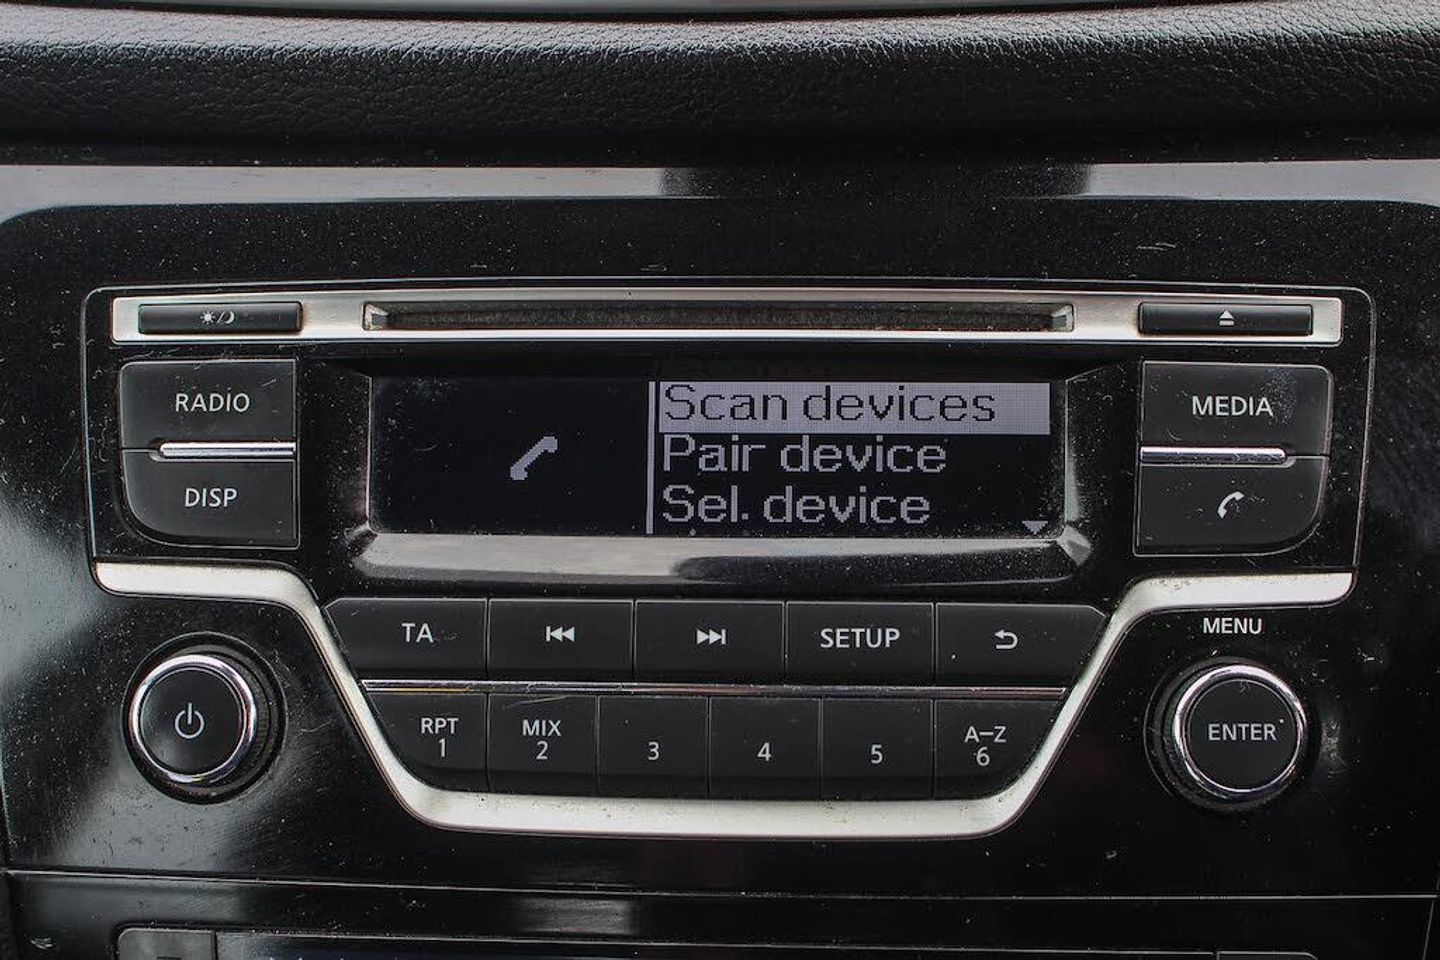 RADIO
DISP
Scan devices
Pair device
Sel. device
MEDIA
TA
SETUP
MENU
RPT
1
MIX
2
3
4
5
A-Z
6
ENTER